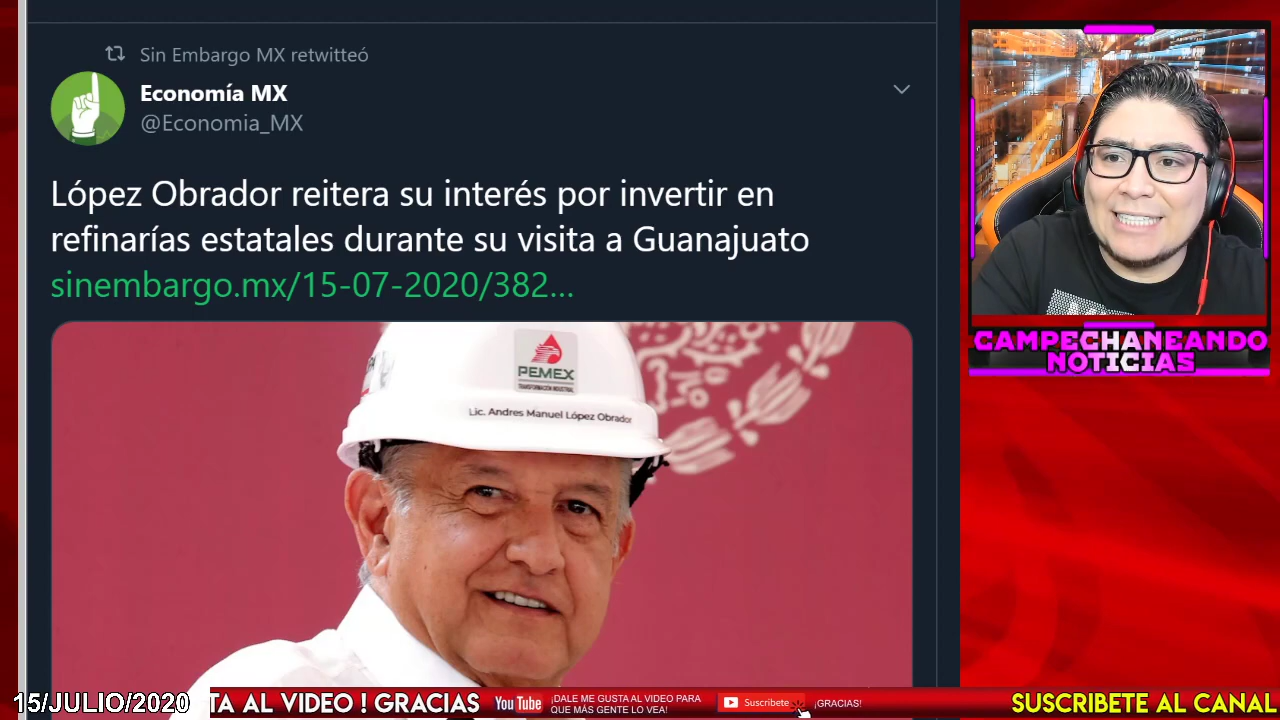 Sin Embargo MX retwitteó
Economía MX
@Economia_MX
López Obrador reitera su interés por invertir en
refinarías estatales durante su visita a Guanajuato
sinembargo.mx/15-07-2020/382...
PEMEX
TRANSFORMACIÓN INDUSTRIAL
Lic. Andres Manuel López Obrador
CAMPECHANEANDO
NOTICIAS
15/JULIO/2020
TA AL VIDEO ! GRACIAS
YouTube
¡DALE ME GUSTA AL VIDEO PARA
QUE MÁS GENTE LO VEA!
Suscribete
¡GRACIAS!
SUSCRIBETE AL CANAL